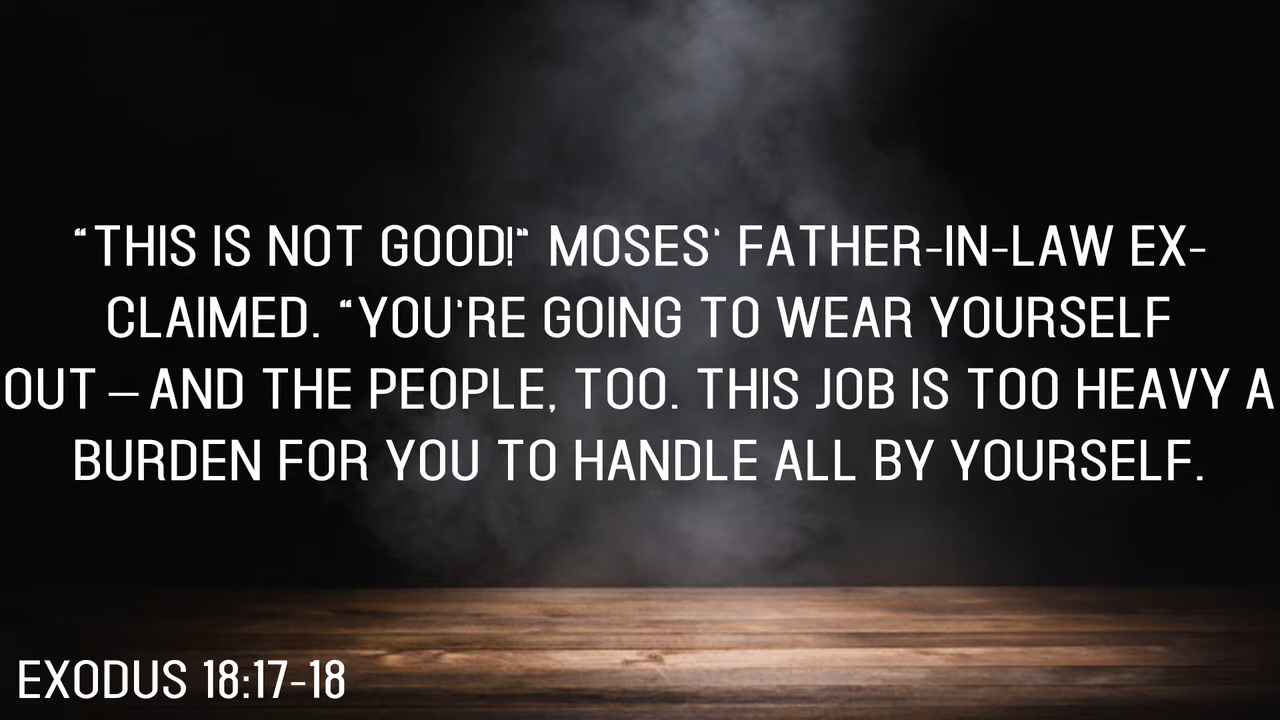 “THIS IS NOT GOOD!” MOSES’ FATHER-IN-LAW EX-
CLAIMED. “YOU’RE GOING TO WEAR YOURSELF
OUT – AND THE PEOPLE, TOO. THIS JOB IS TOO HEAVY A
BURDEN FOR YOU TO HANDLE ALL BY YOURSELF.
EXODUS 18:17-18